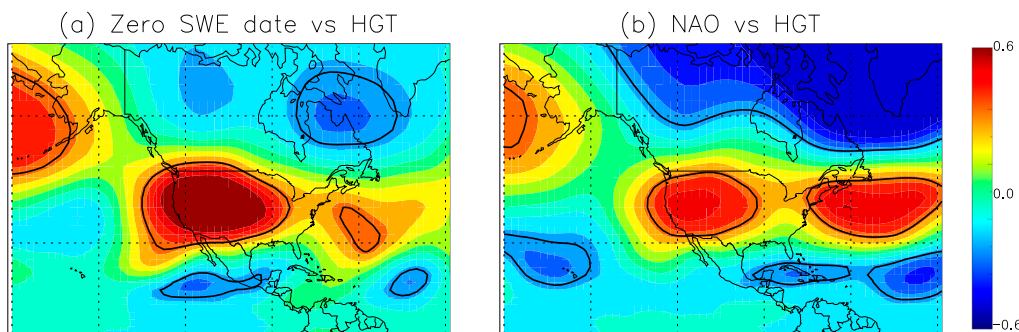 (a) Zero SWE date vs HGT
(b) NAO vs HGT
0.6
0.0
-0.6